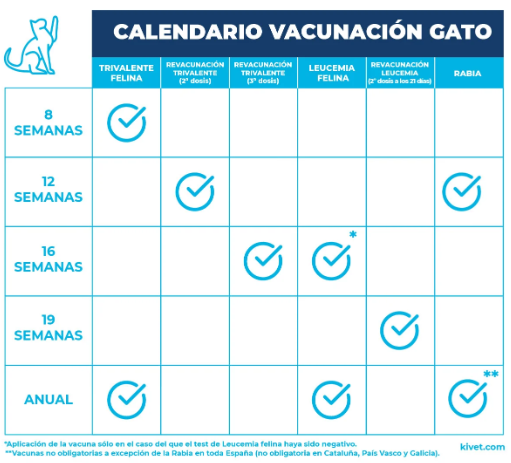 CALENDARIO VACUNACIÓN GATO
TRIVALENTE
FELINA
REVACUNACIÓN
TRIVALENTE
(2ª dosis)
REVACUNACIÓN
TRIVALENTE
(3ª dosis)
LEUCEMIA
FELINA
REVACUNACIÓN
LEUCEMIA
(2ª dosis a los 21 días)
RABIA
8
SEMANAS
12
SEMANAS
16
SEMANAS
*
19
SEMANAS
ANUAL
**
*Aplicación de la vacuna sólo en el caso del que el test de Leucemia felina haya sido negativo.
**Vacunas no obligatorias a excepción de la Rabia en toda España (no obligatoria en Cataluña, País Vasco y Galicia).
kivet.com